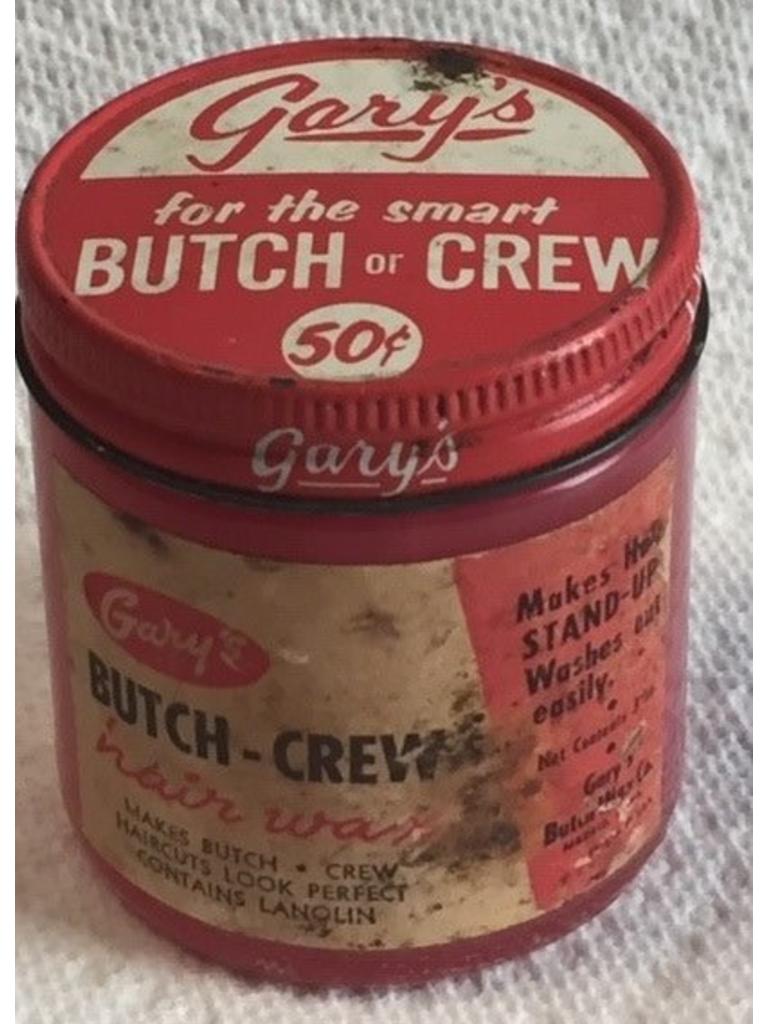 Gary's
for the smart
BUTCH or CREW
50¢
Gary's
Gary's
BUTCH-CREW
hair wax
MAKES BUTCH • CREW
HAIRCUTS LOOK PERFECT
CONTAINS LANOLIN
Makes
STAND-UP
Washes out
easily.
Net Contents
Gary's
Butch Wax Co.